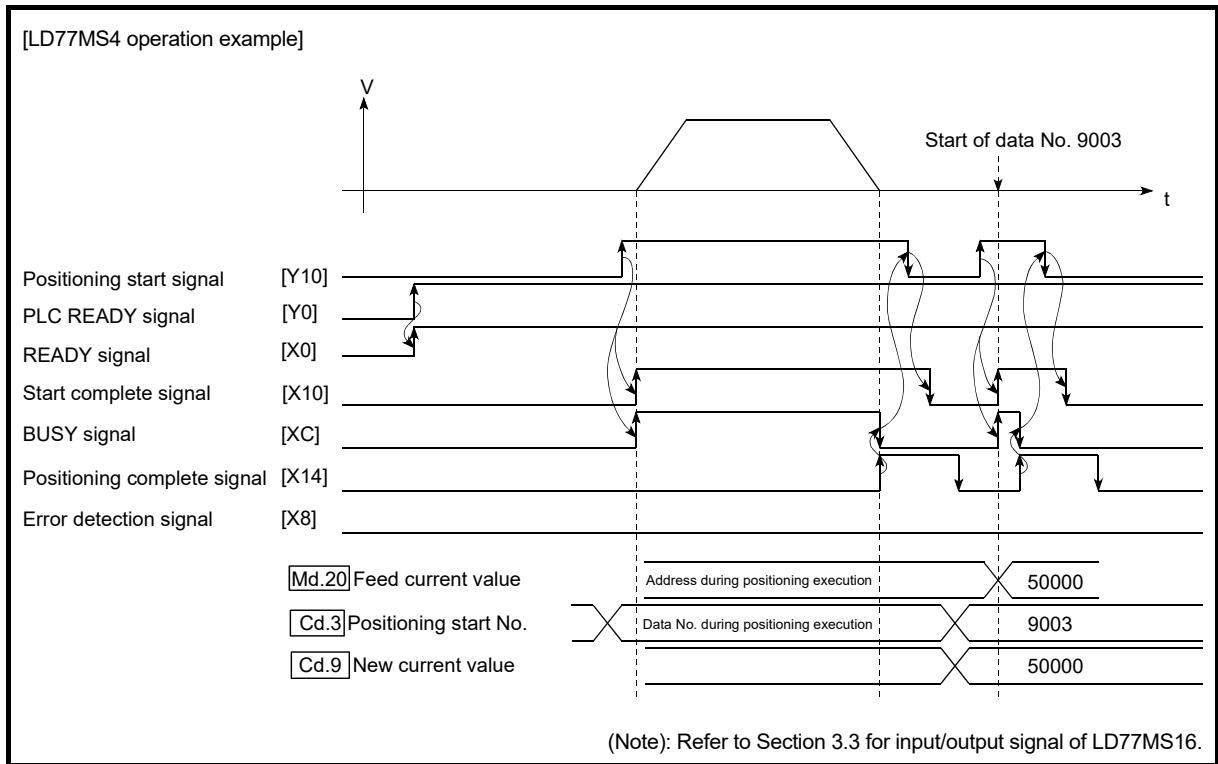 [LD77MS4 operation example]
V
Start of data No. 9003
t
Positioning start signal [Y10]
PLC READY signal [Y0]
READY signal [X0]
Start complete signal [X10]
BUSY signal [XC]
Positioning complete signal [X14]
Error detection signal [X8]
Md.20 Feed current value Address during positioning execution 50000
Cd.3 Positioning start No. Data No. during positioning execution 9003
Cd.9 New current value 50000
(Note): Refer to Section 3.3 for input/output signal of LD77MS16.